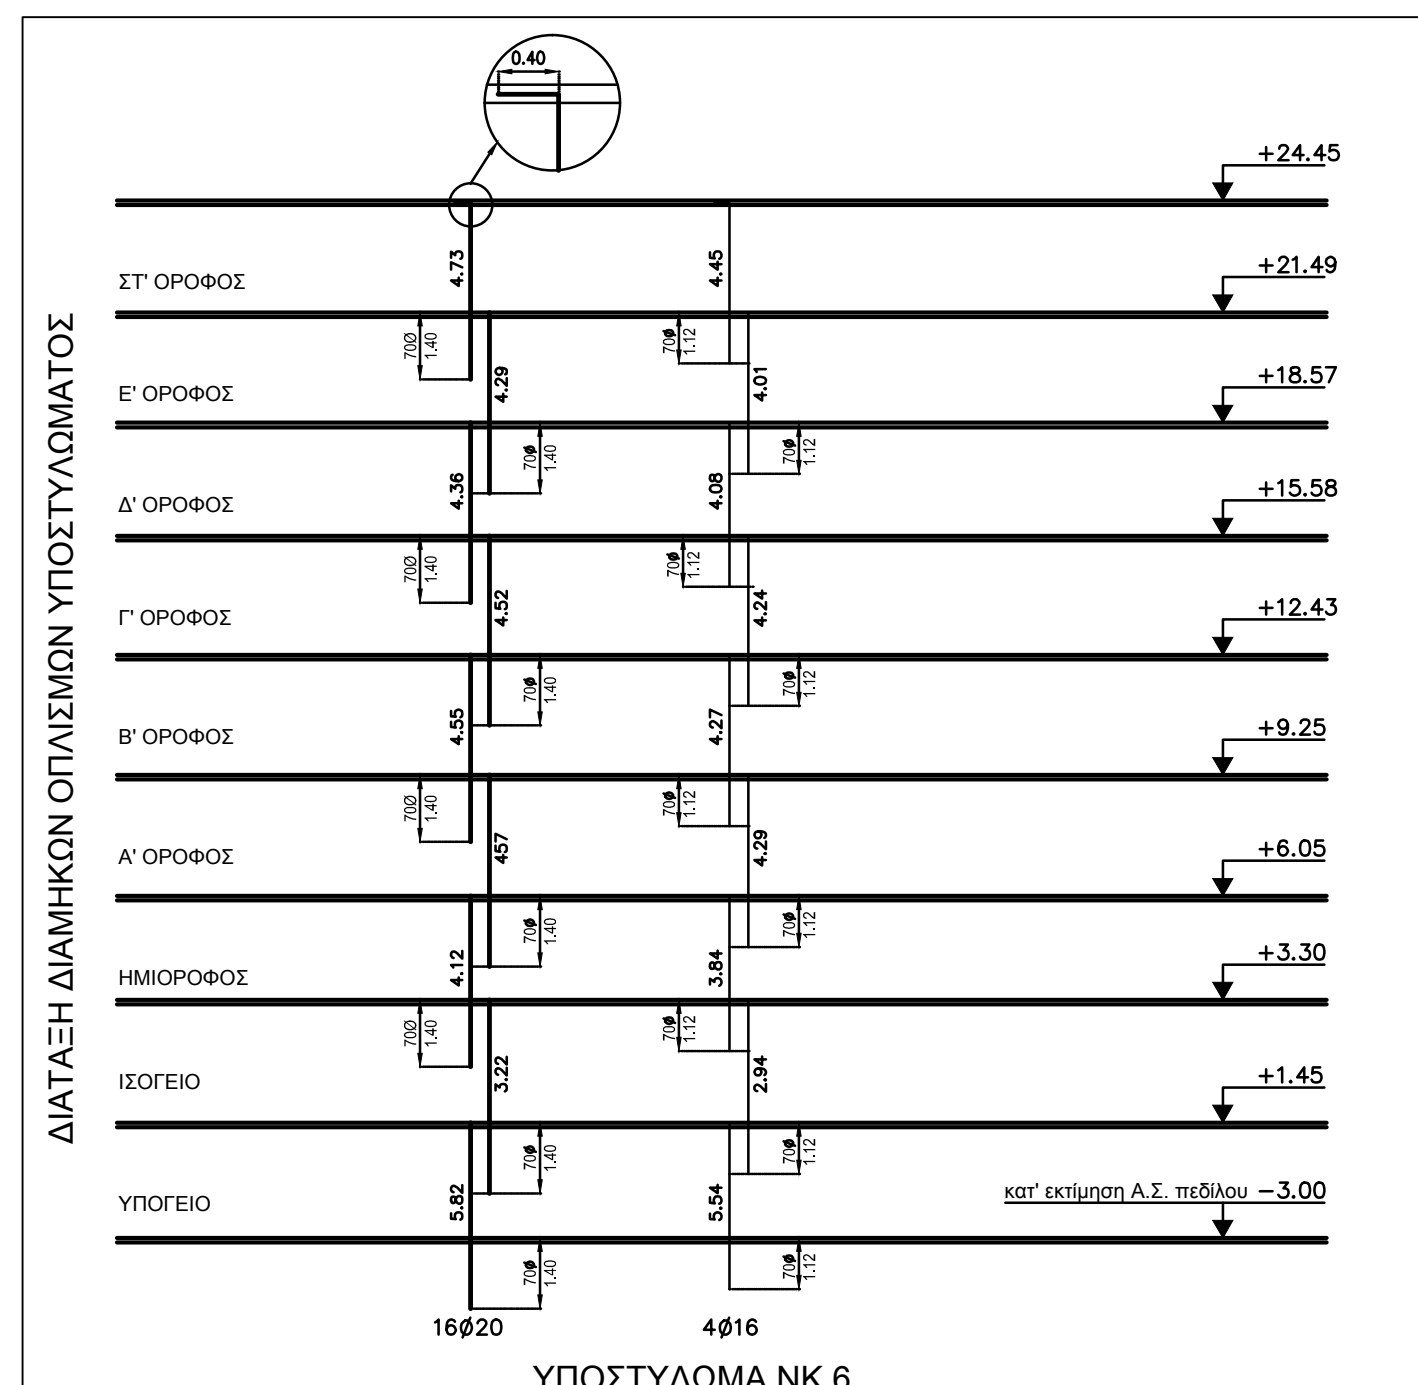 0.40
+24.45
4.73
4.45
ΣΤ' ΟΡΟΦΟΣ
+21.49
70Ø
1.40
70ø
1.12
4.29
4.01
Ε' ΟΡΟΦΟΣ
+18.57
70ø
1.40
70ø
1.12
4.36
4.08
Δ' ΟΡΟΦΟΣ
+15.58
70Ø
1.40
70ø
1.12
4.52
4.24
Γ' ΟΡΟΦΟΣ
+12.43
70ø
1.40
70ø
1.12
4.55
4.27
Β' ΟΡΟΦΟΣ
+9.25
70Ø
1.40
70ø
1.12
457
4.29
Α' ΟΡΟΦΟΣ
+6.05
70ø
1.40
70ø
1.12
4.12
3.84
ΗΜΙΟΡΟΦΟΣ
+3.30
70Ø
1.40
70ø
1.12
3.22
2.94
ΙΣΟΓΕΙΟ
+1.45
70ø
1.40
70ø
1.12
5.82
5.54
ΥΠΟΓΕΙΟ
κατ' εκτίμηση Α.Σ. πεδίλου −3.00
70ø
1.40
70ø
1.12
16ø20
4ø16
ΔΙΑΤΑΞΗ ΔΙΑΜΗΚΩΝ ΟΠΛΙΣΜΩΝ ΥΠΟΣΤΥΛΩΜΑΤΟΣ
ΥΠΟΣΤΥΛΩΜΑ ΝΚ 6